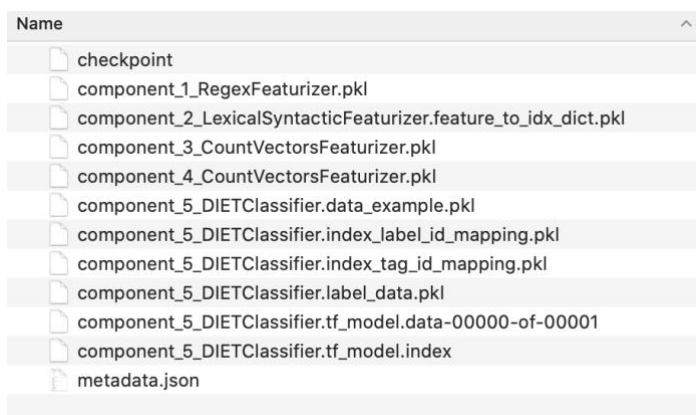 Name
checkpoint
component_1_RegexFeaturizer.pkl
component_2_LexicalSyntacticFeaturizer.feature_to_idx_dict.pkl
component_3_CountVectorsFeaturizer.pkl
component_4_CountVectorsFeaturizer.pkl
component_5_DIETClassifier.data_example.pkl
component_5_DIETClassifier.index_label_id_mapping.pkl
component_5_DIETClassifier.index_tag_id_mapping.pkl
component_5_DIETClassifier.label_data.pkl
component_5_DIETClassifier.tf_model.data-00000-of-00001
component_5_DIETClassifier.tf_model.index
metadata.json